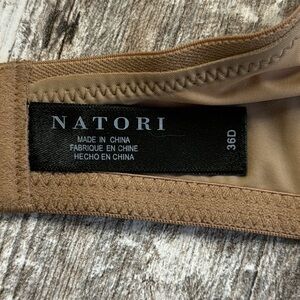 NATORI
MADE IN CHINA
FABRIQUE EN CHINE
HECHO EN CHINA
36D